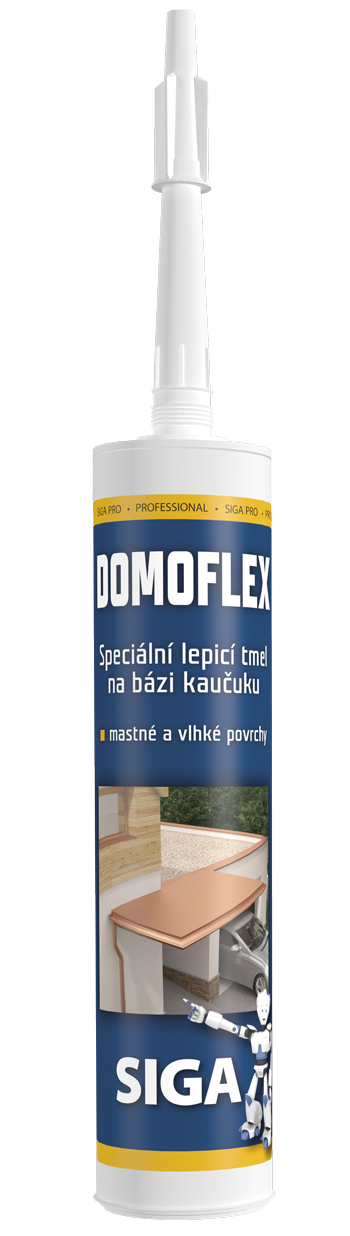 SIGA PRO • PROFESSIONAL • SIGA PRO •
DOMOFLEX
Speciální lepicí tmel
na bázi kaučuku
mastné a vlhké povrchy
SIGA